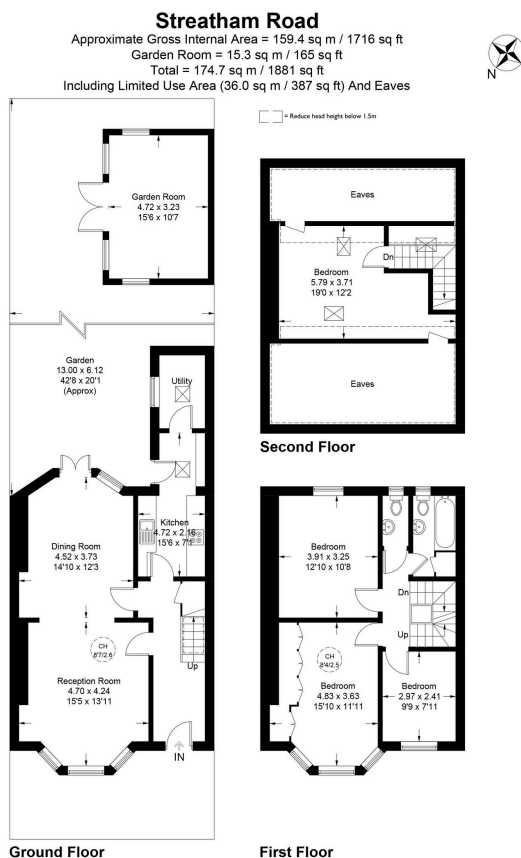 Streatham Road
Approximate Gross Internal Area = 159.4 sq m / 1716 sq ft
Garden Room = 15.3 sq m / 165 sq ft
Total = 174.7 sq m / 1881 sq ft
Including Limited Use Area (36.0 sq m / 387 sq ft) And Eaves
N
= Reduce head height below 1.5m
Garden Room
4.72 x 3.23
15'6 x 10'7
Garden
13.00 x 6.12
42'8 x 20'1
(Approx)
Utility
Kitchen
4.72 x 2.16
15'6 x 7'1
Dining Room
4.52 x 3.73
14'10 x 12'3
CH
8'7/2.6
Reception Room
4.70 x 4.24
15'5 x 13'11
Up
IN
Ground Floor
Eaves
Dn
Bedroom
5.79 x 3.71
19'0 x 12'2
Eaves
Second Floor
Bedroom
3.91 x 3.25
12'10 x 10'8
Dn
Up
CH
8'4/2.5
Bedroom
4.83 x 3.63
15'10 x 11'11
Bedroom
2.97 x 2.41
9'9 x 7'11
First Floor